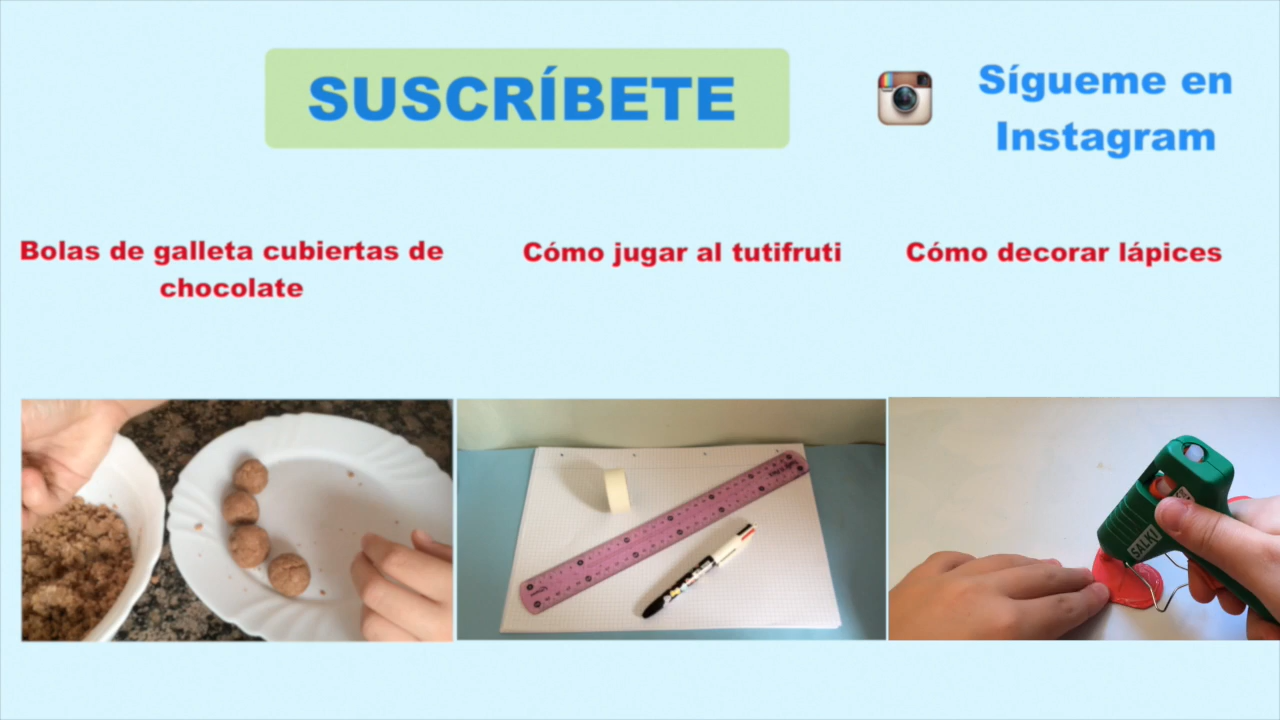 SUSCRÍBETE
Sígueme en
Instagram
Bolas de galleta cubiertas de
chocolate
Cómo jugar al tutifruti
Cómo decorar lápices
SALKI